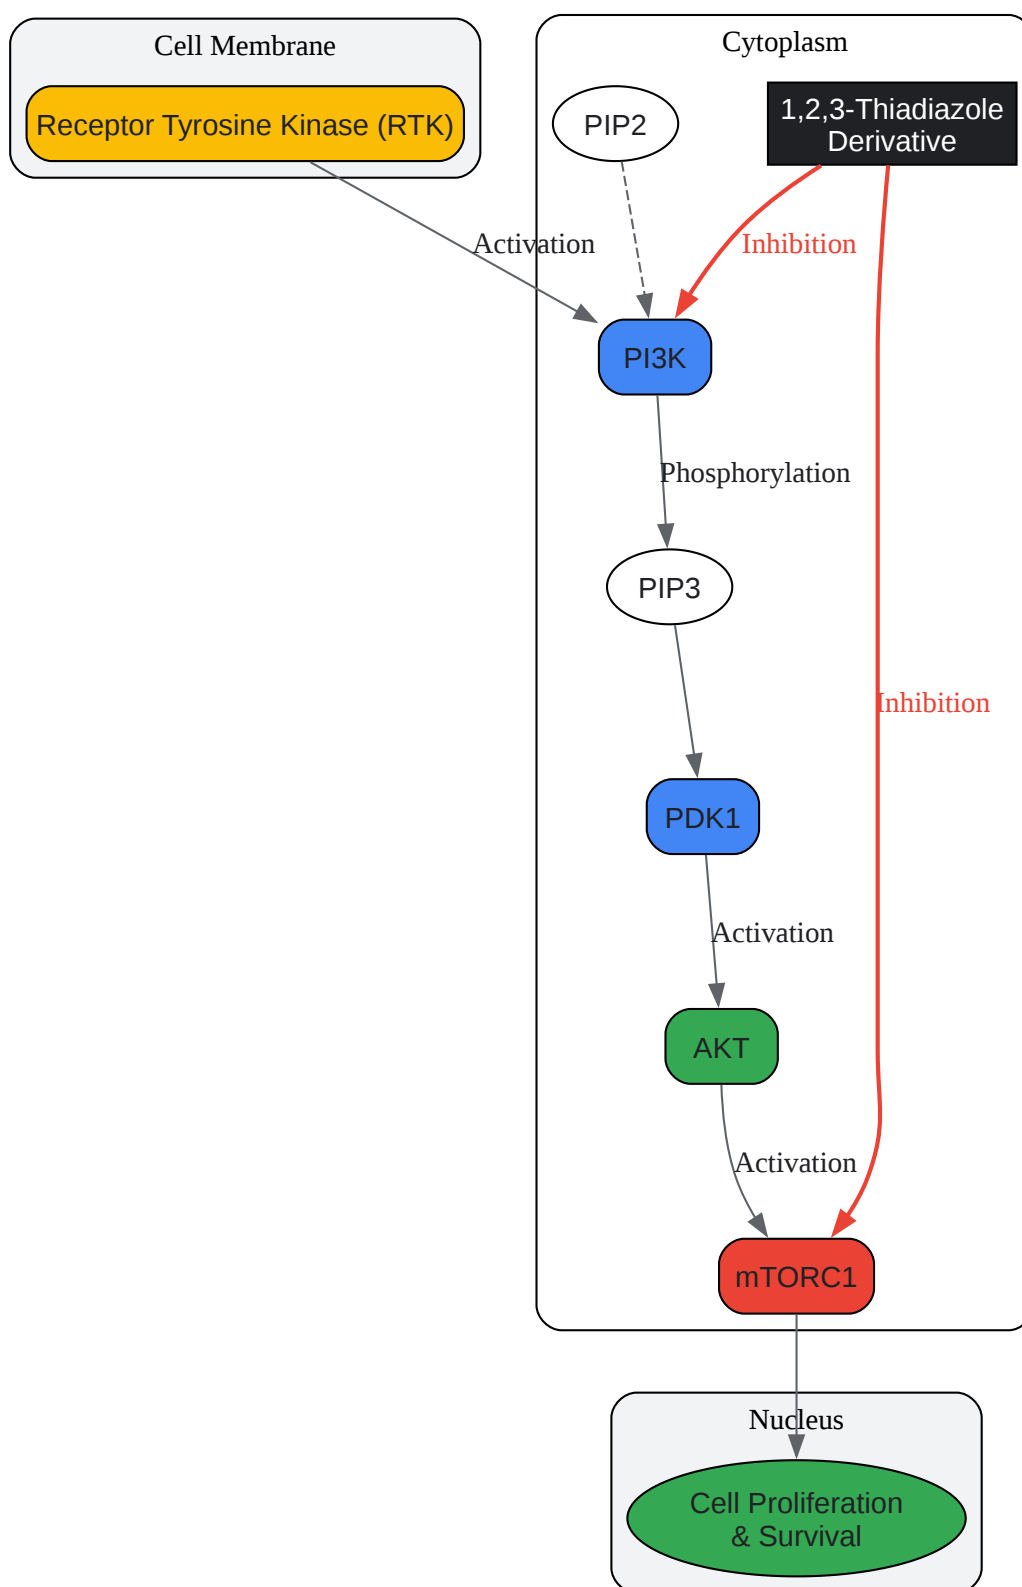 Cell Membrane
Receptor Tyrosine Kinase (RTK)
Cytoplasm
PIP2
1,2,3-Thiadiazole
Derivative
Activation
Inhibition
PI3K
Phosphorylation
PIP3
Inhibition
PDK1
Activation
AKT
Activation
mTORC1
Nucleus
Cell Proliferation
& Survival